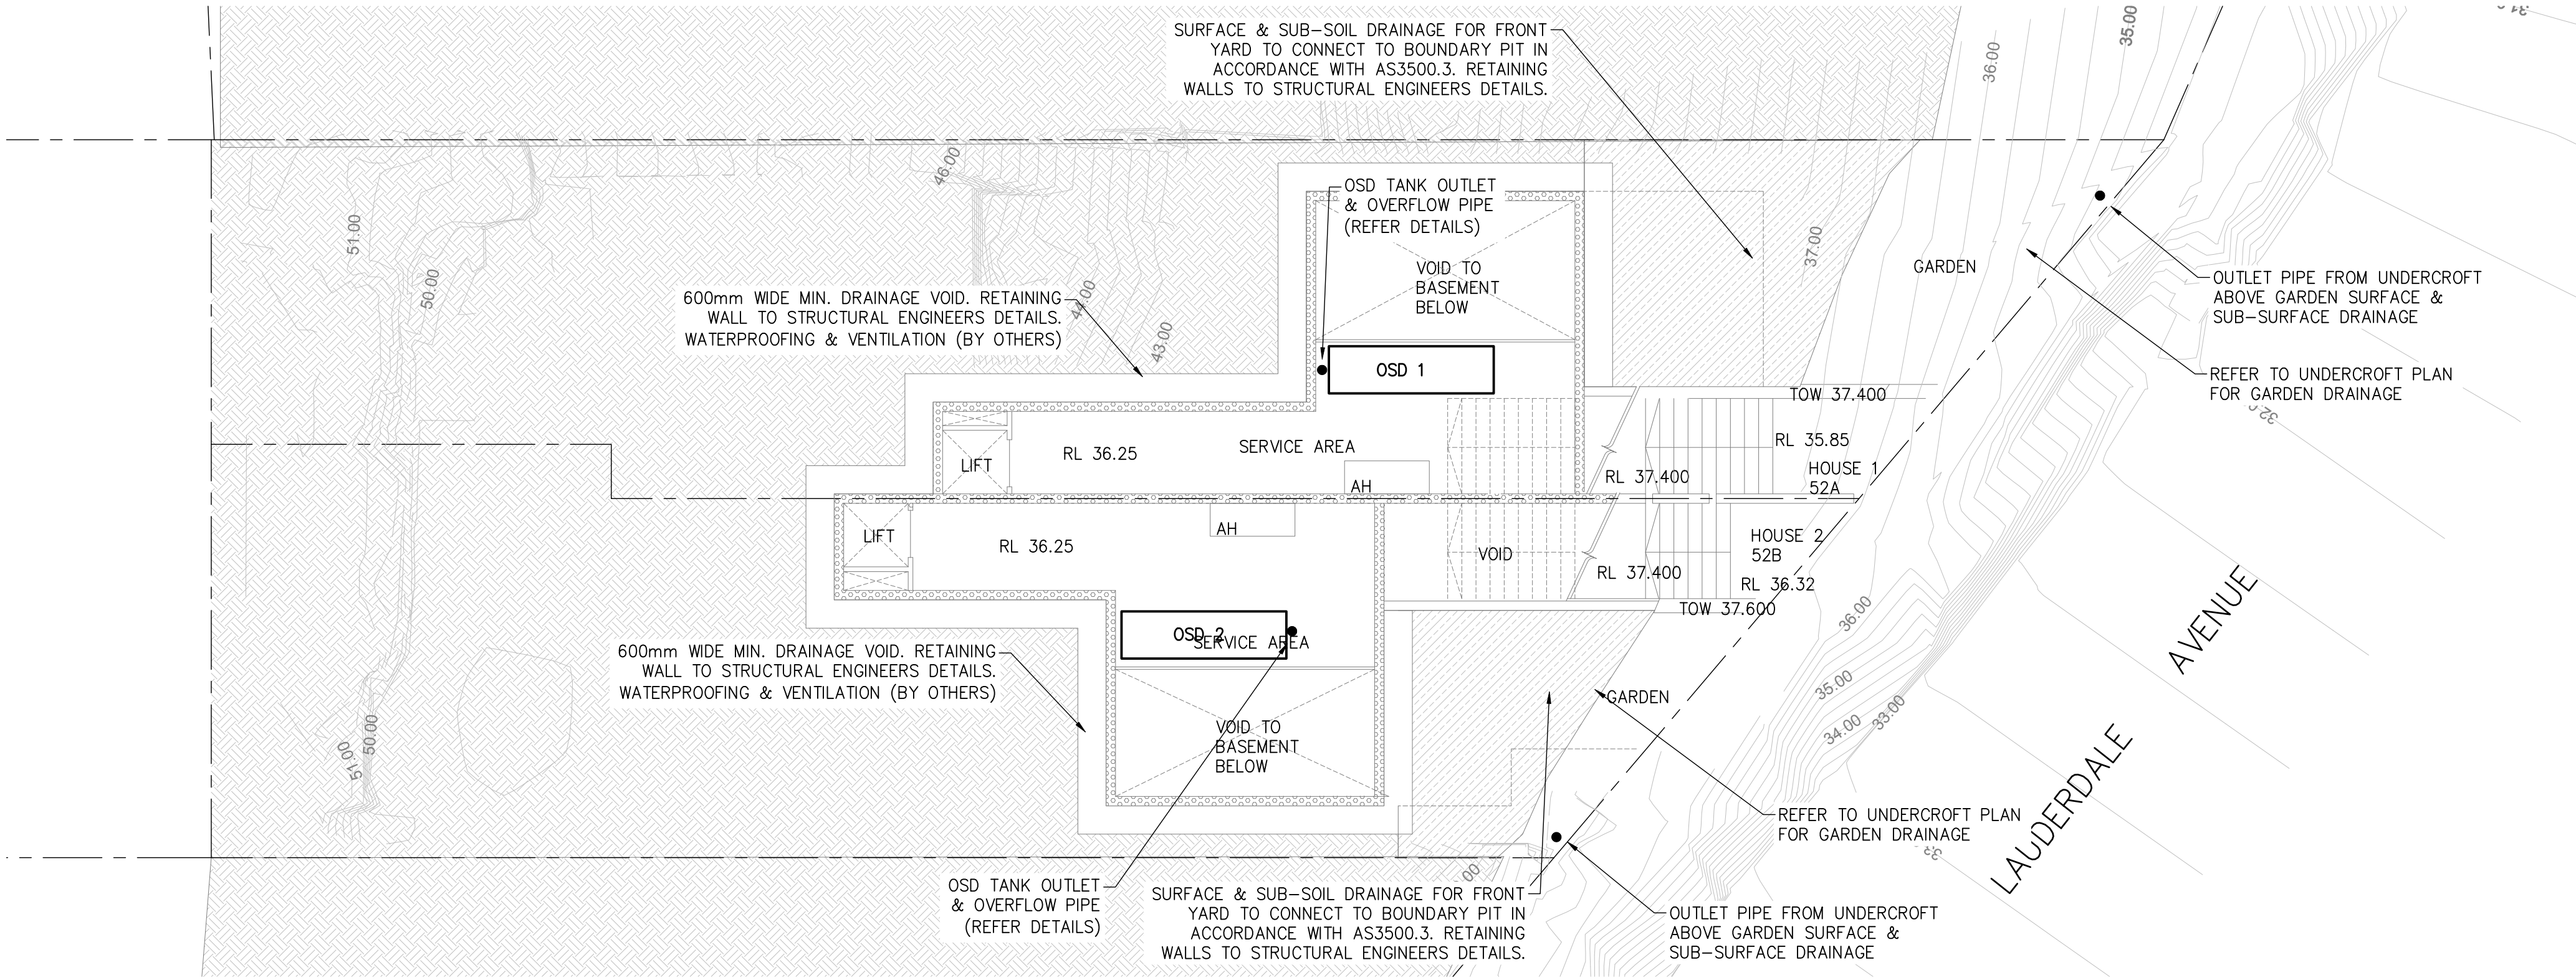 SURFACE & SUB-SOIL DRAINAGE FOR FRONT
YARD TO CONNECT TO BOUNDARY PIT IN
ACCORDANCE WITH AS3500.3. RETAINING
WALLS TO STRUCTURAL ENGINEERS DETAILS.
35.00
36.00
46.00
51.00
50.00
OSD TANK OUTLET
& OVERFLOW PIPE
(REFER DETAILS)
VOID TO
BASEMENT
BELOW
37.00
GARDEN
OUTLET PIPE FROM UNDERCROFT
ABOVE GARDEN SURFACE &
SUB-SURFACE DRAINAGE
600mm WIDE MIN. DRAINAGE VOID. RETAINING
WALL TO STRUCTURAL ENGINEERS DETAILS.
WATERPROOFING & VENTILATION (BY OTHERS)
44.00
43.00
OSD 1
REFER TO UNDERCROFT PLAN
FOR GARDEN DRAINAGE
TOW 37.400
RL 35.85
LIFT
RL 36.25
SERVICE AREA
AH
RL 37.400
HOUSE 1
52A
LIFT
RL 36.25
AH
VOID
HOUSE 2
52B
RL 37.400
RL 36.32
TOW 37.600
36.00
OSD 2
SERVICE AREA
600mm WIDE MIN. DRAINAGE VOID. RETAINING
WALL TO STRUCTURAL ENGINEERS DETAILS.
WATERPROOFING & VENTILATION (BY OTHERS)
GARDEN
35.00
34.00
33.00
50.00
51.00
VOID TO
BASEMENT
BELOW
LAUDERDALE AVENUE
REFER TO UNDERCROFT PLAN
FOR GARDEN DRAINAGE
OSD TANK OUTLET
& OVERFLOW PIPE
(REFER DETAILS)
SURFACE & SUB-SOIL DRAINAGE FOR FRONT
YARD TO CONNECT TO BOUNDARY PIT IN
ACCORDANCE WITH AS3500.3. RETAINING
WALLS TO STRUCTURAL ENGINEERS DETAILS.
OUTLET PIPE FROM UNDERCROFT
ABOVE GARDEN SURFACE &
SUB-SURFACE DRAINAGE